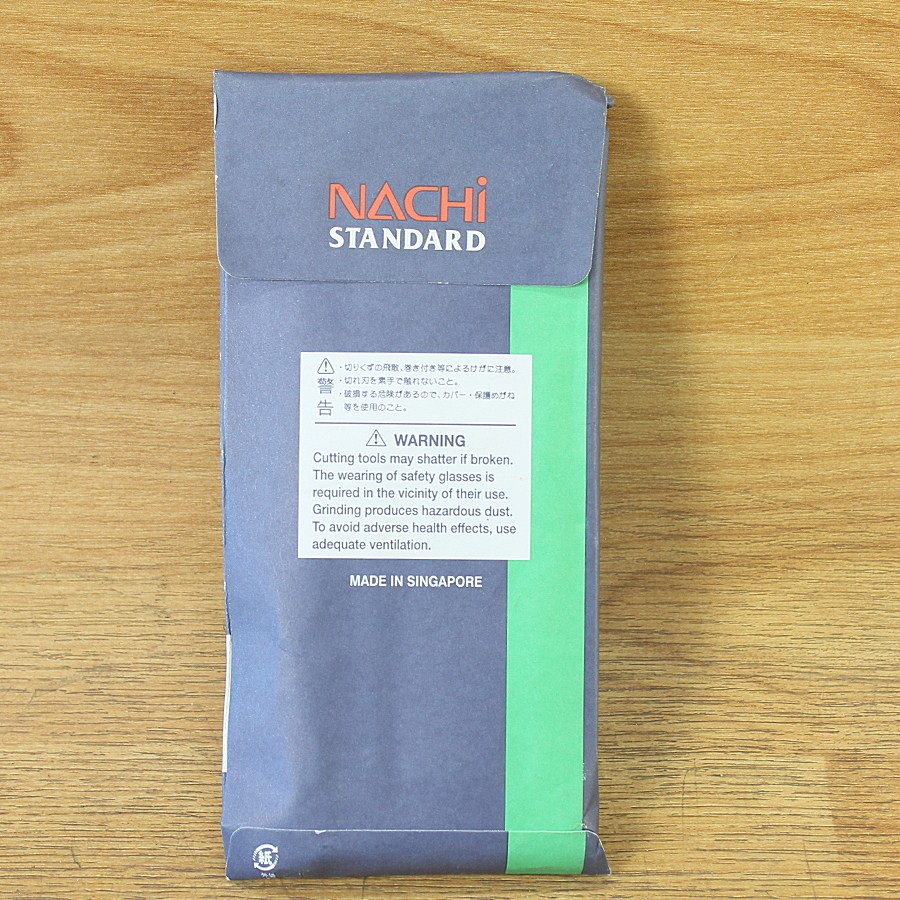 NACHi
STANDARD
警告
・切りくずの飛散、巻き付き等によるけがに注意。
・切れ刃を素手で触れないこと。
・破損する危険があるので、カバー・保護めがね
等を使用のこと。
WARNING
Cutting tools may shatter if broken.
The wearing of safety glasses is
required in the vicinity of their use.
Grinding produces hazardous dust.
To avoid adverse health effects, use
adequate ventilation.
MADE IN SINGAPORE
紙